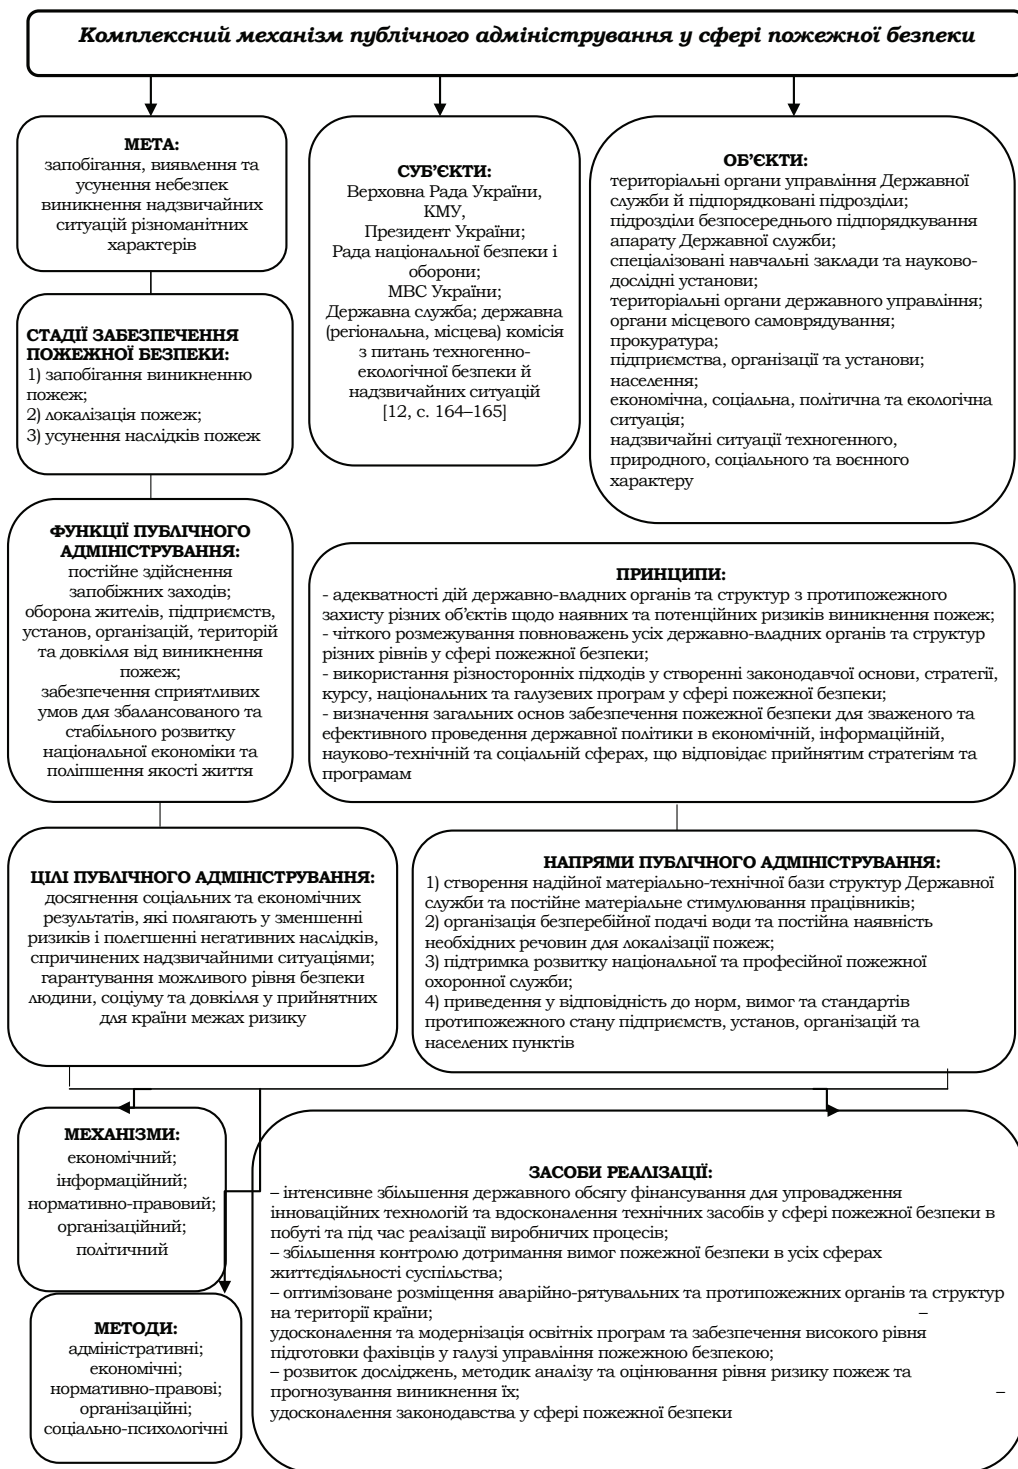 Комплексний механізм публічного адміністрування у сфері пожежної безпеки
МЕТА:
запобігання, виявлення та
усунення небезпек
виникнення надзвичайних
ситуацій різноманітних
характерів
СУБ’ЄКТИ:
Верховна Рада України,
КМУ,
Президент України;
Рада національної безпеки і
оборони;
МВС України;
Державна служба; державна
(регіональна, місцева) комісія
з питань техногенно-
екологічної безпеки й
надзвичайних ситуацій
[12, с. 164–165]
ОБ’ЄКТИ:
територіальні органи управління Державної
служби й підпорядковані підрозділи;
підрозділи безпосереднього підпорядкування
апарату Державної служби;
спеціалізовані навчальні заклади та науково-
дослідні установи;
територіальні органи державного управління;
органи місцевого самоврядування;
прокуратура;
підприємства, організації та установи;
населення;
економічна, соціальна, політична та екологічна
ситуація;
надзвичайні ситуації техногенного,
природного, соціального та воєнного
характеру
СТАДІЇ ЗАБЕЗПЕЧЕННЯ
ПОЖЕЖНОЇ БЕЗПЕКИ:
1) запобігання виникненню
пожеж;
2) локалізація пожеж;
3) усунення наслідків пожеж
ФУНКЦІЇ ПУБЛІЧНОГО
АДМІНІСТРУВАННЯ:
постійне здійснення
запобіжних заходів;
оборона жителів, підприємств,
установ, організацій, територій
та довкілля від виникнення
пожеж;
забезпечення сприятливих
умов для збалансованого та
стабільного розвитку
національної економіки та
поліпшення якості життя
ПРИНЦИПИ:
- адекватності дій державно-владних органів та структур з протипожежного
захисту різних об’єктів щодо наявних та потенційних ризиків виникнення пожеж;
- чіткого розмежування повноважень усіх державно-владних органів та структур
різних рівнів у сфері пожежної безпеки;
- використання різносторонніх підходів у створенні законодавчої основи, стратегії,
курсу, національних та галузевих програм у сфері пожежної безпеки;
- визначення загальних основ забезпечення пожежної безпеки для зваженого та
ефективного проведення державної політики в економічній, інформаційній,
науково-технічній та соціальній сферах, що відповідає прийнятим стратегіям та
програмам
ЦІЛІ ПУБЛІЧНОГО АДМІНІСТРУВАННЯ:
досягнення соціальних та економічних
результатів, які полягають у зменшенні
ризиків і полегшенні негативних наслідків,
спричинених надзвичайними ситуаціями;
гарантування можливого рівня безпеки
людини, соціуму та довкілля у прийнятних
для країни межах ризику
НАПРЯМИ ПУБЛІЧНОГО АДМІНІСТРУВАННЯ:
1) створення надійної матеріально-технічної бази структур Державної
служби та постійне матеріальне стимулювання працівників;
2) організація безперебійної подачі води та постійна наявність
необхідних речовин для локалізації пожеж;
3) підтримка розвитку національної та професійної пожежної
охоронної служби;
4) приведення у відповідність до норм, вимог та стандартів
протипожежного стану підприємств, установ, організацій та
населених пунктів
МЕХАНІЗМИ:
економічний;
інформаційний;
нормативно-правовий;
організаційний;
політичний
МЕТОДИ:
адміністративні;
економічні;
нормативно-правові;
організаційні;
соціально-психологічні
ЗАСОБИ РЕАЛІЗАЦІЇ:
– інтенсивне збільшення державного обсягу фінансування для упровадження
інноваційних технологій та вдосконалення технічних засобів у сфері пожежної безпеки в
побуті та під час реалізації виробничих процесів;
– збільшення контролю дотримання вимог пожежної безпеки в усіх сферах
життєдіяльності суспільства;
– оптимізоване розміщення аварійно-рятувальних та протипожежних органів та структур
на території країни; –
удосконалення та модернізація освітніх програм та забезпечення високого рівня
підготовки фахівців у галузі управління пожежною безпекою;
– розвиток досліджень, методик аналізу та оцінювання рівня ризику пожеж та
прогнозування виникнення їх; –
удосконалення законодавства у сфері пожежної безпеки